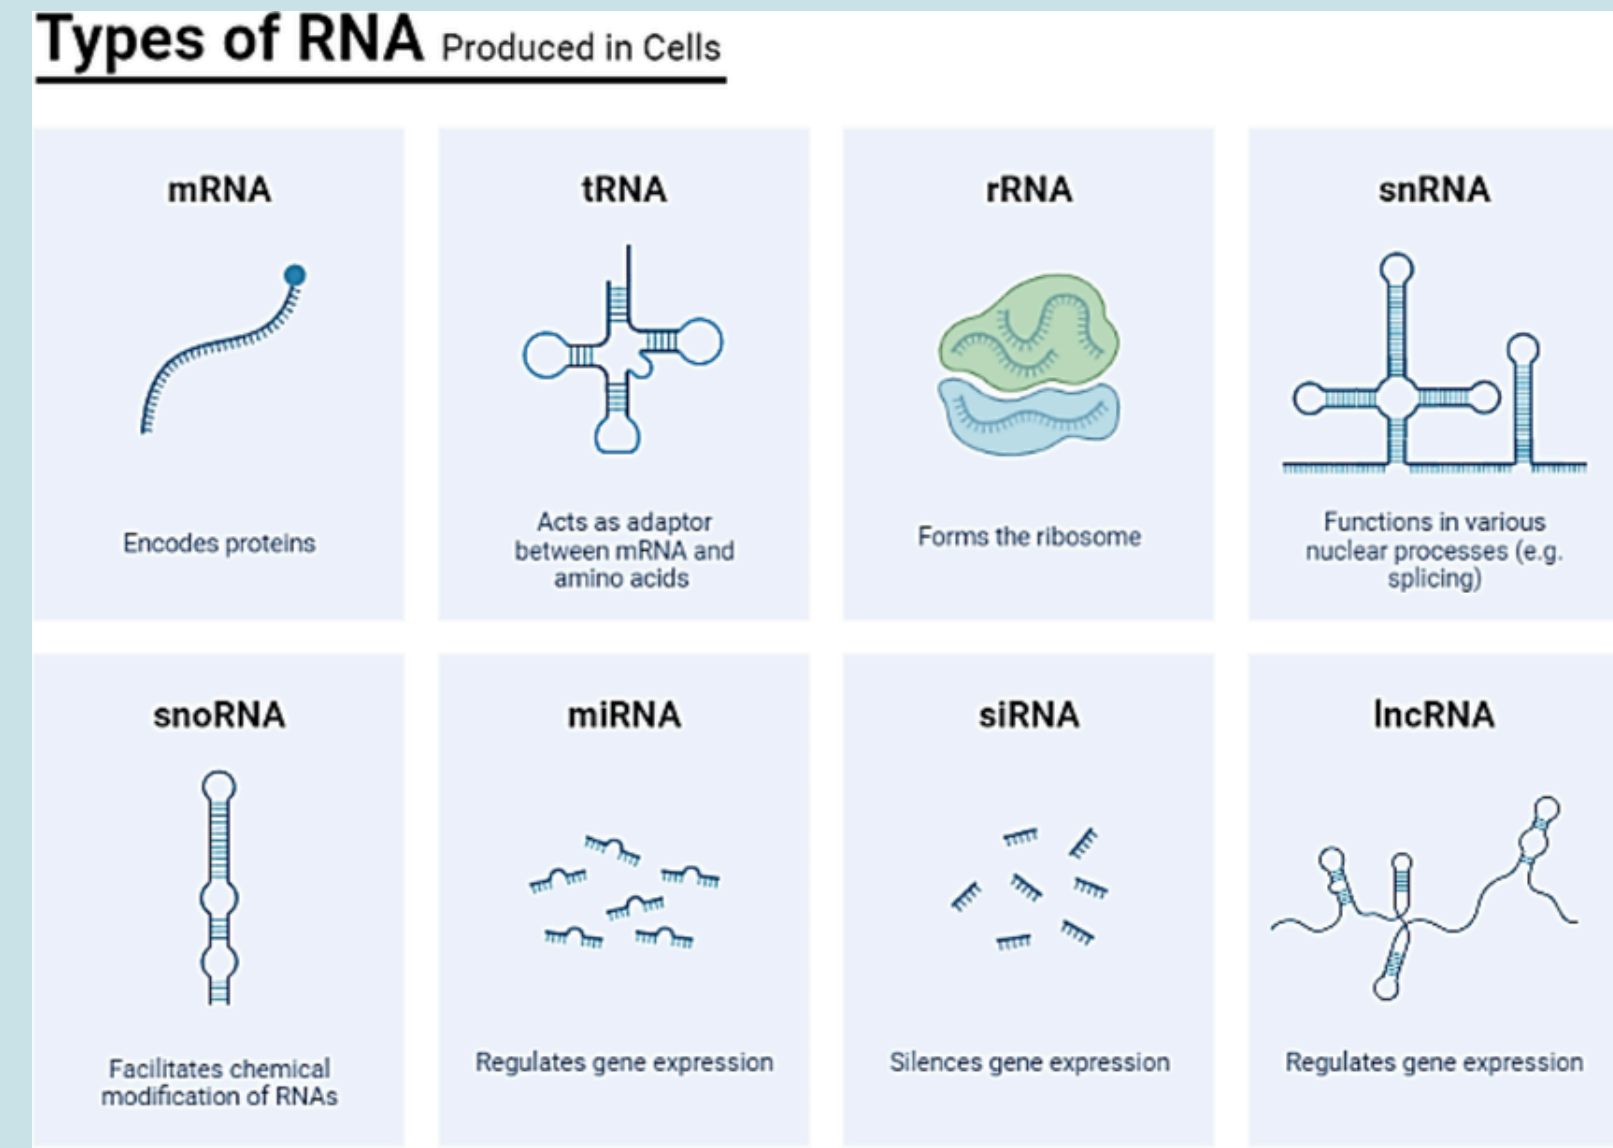 Types of RNA Produced in Cells
mRNA
Encodes proteins
tRNA
Acts as adaptor
between mRNA and
amino acids
rRNA
Forms the ribosome
snRNA
Functions in various
nuclear processes (e.g.
splicing)
snoRNA
Facilitates chemical
modification of RNAs
miRNA
Regulates gene expression
siRNA
Silences gene expression
lncRNA
Regulates gene expression